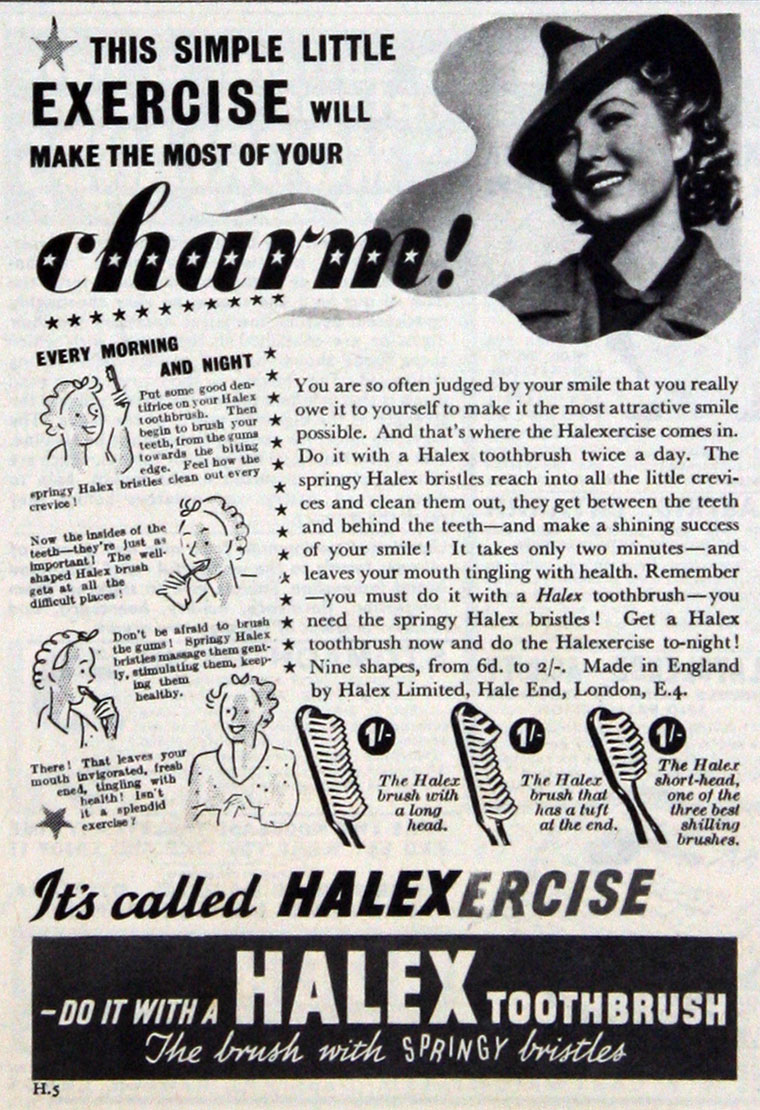 THIS SIMPLE LITTLE
EXERCISE WILL
MAKE THE MOST OF YOUR
charm!
EVERY MORNING
AND NIGHT
Put some good den-
tifrice on your Halex
toothbrush. Then
begin to brush your
teeth, from the gums
towards the biting
edge. Feel how the
springy Halex bristles clean out every
crevice!
Now the insides of the
teeth—they're just as
important! The well-
shaped Halex brush
gets at all the
difficult places!
Don't be afraid to brush
the gums! Springy Halex
bristles massage them gent-
ly, stimulating them, keep-
ing them
healthy.
There! That leaves your
mouth invigorated, fresh
ened, tingling with
health! Isn't
it a splendid
exercise?
You are so often judged by your smile that you really
owe it to yourself to make it the most attractive smile
possible. And that's where the Halexercise comes in.
Do it with a Halex toothbrush twice a day. The
springy Halex bristles reach into all the little crevi-
ces and clean them out, they get between the teeth
and behind the teeth—and make a shining success
of your smile! It takes only two minutes—and
leaves your mouth tingling with health. Remember
—you must do it with a Halex toothbrush—you
need the springy Halex bristles! Get a Halex
toothbrush now and do the Halexercise to-night!
Nine shapes, from 6d. to 2/-. Made in England
by Halex Limited, Hale End, London, E.4.
1/-
The Halex
brush with
a long
head.
1/-
The Halex
brush that
has a tuft
at the end.
1/-
The Halex
short-head,
one of the
three best
shilling
brushes.
It's called HALEXERCISE
-DO IT WITH A HALEX TOOTHBRUSH
The brush with SPRINGY bristles
H.5